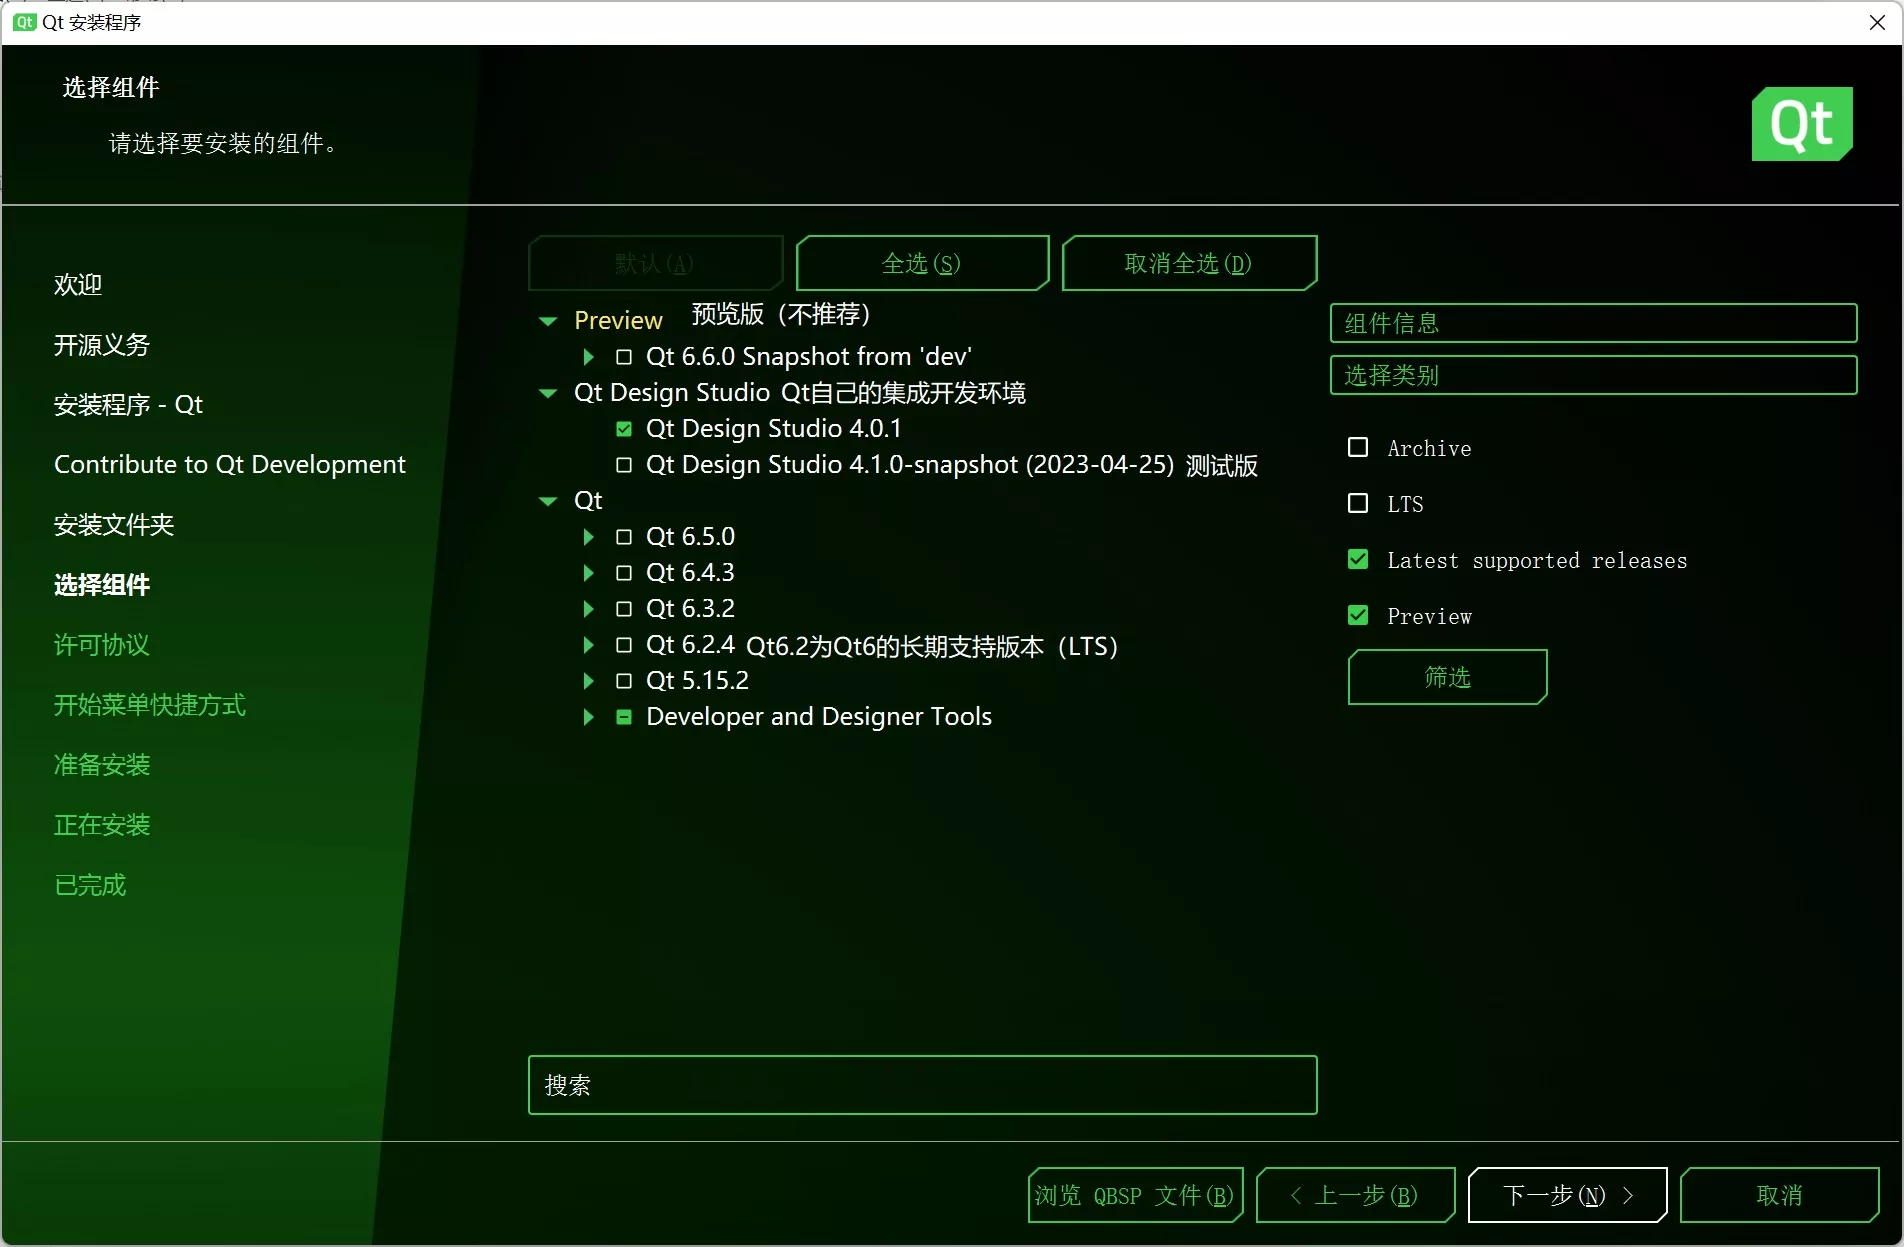 Qt Qt 安装程序
选择组件
请选择要安装的组件。
Qt
欢迎
开源义务
安装程序 - Qt
Contribute to Qt Development
安装文件夹
选择组件
许可协议
开始菜单快捷方式
准备安装
正在安装
已完成
默认(A) 全选(S) 取消全选(D)
Preview 预览版（不推荐）
Qt 6.6.0 Snapshot from 'dev'
Qt Design Studio Qt自己的集成开发环境
Qt Design Studio 4.0.1
Qt Design Studio 4.1.0-snapshot (2023-04-25) 测试版
Qt
Qt 6.5.0
Qt 6.4.3
Qt 6.3.2
Qt 6.2.4 Qt6.2为Qt6的长期支持版本（LTS）
Qt 5.15.2
Developer and Designer Tools
搜索
组件信息
选择类别
Archive
LTS
Latest supported releases
Preview
筛选
浏览 QBSP 文件(B) < 上一步(B) 下一步(N) > 取消